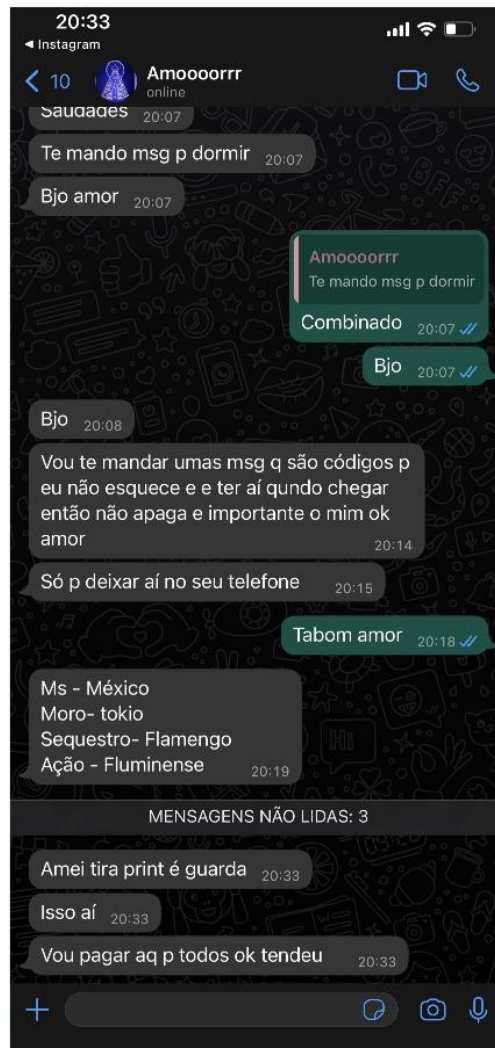 20:33
◀ Instagram
10
Amoooorrr
online
Saudades 20:07
Te mando msg p dormir 20:07
Bjo amor 20:07
Amoooorrr
Te mando msg p dormir
Combinado 20:07
Bjo 20:07
Bjo 20:08
Vou te mandar umas msg q são códigos p
eu não esquece e e ter aí qundo chegar
então não apaga e importante o mim ok
amor 20:14
Só p deixar aí no seu telefone 20:15
Tabom amor 20:18
Ms - México
Moro- tokio
Sequestro- Flamengo
Ação - Fluminense 20:19
MENSAGENS NÃO LIDAS: 3
Amei tira print é guarda 20:33
Isso aí 20:33
Vou pagar aq p todos ok tendeu 20:33